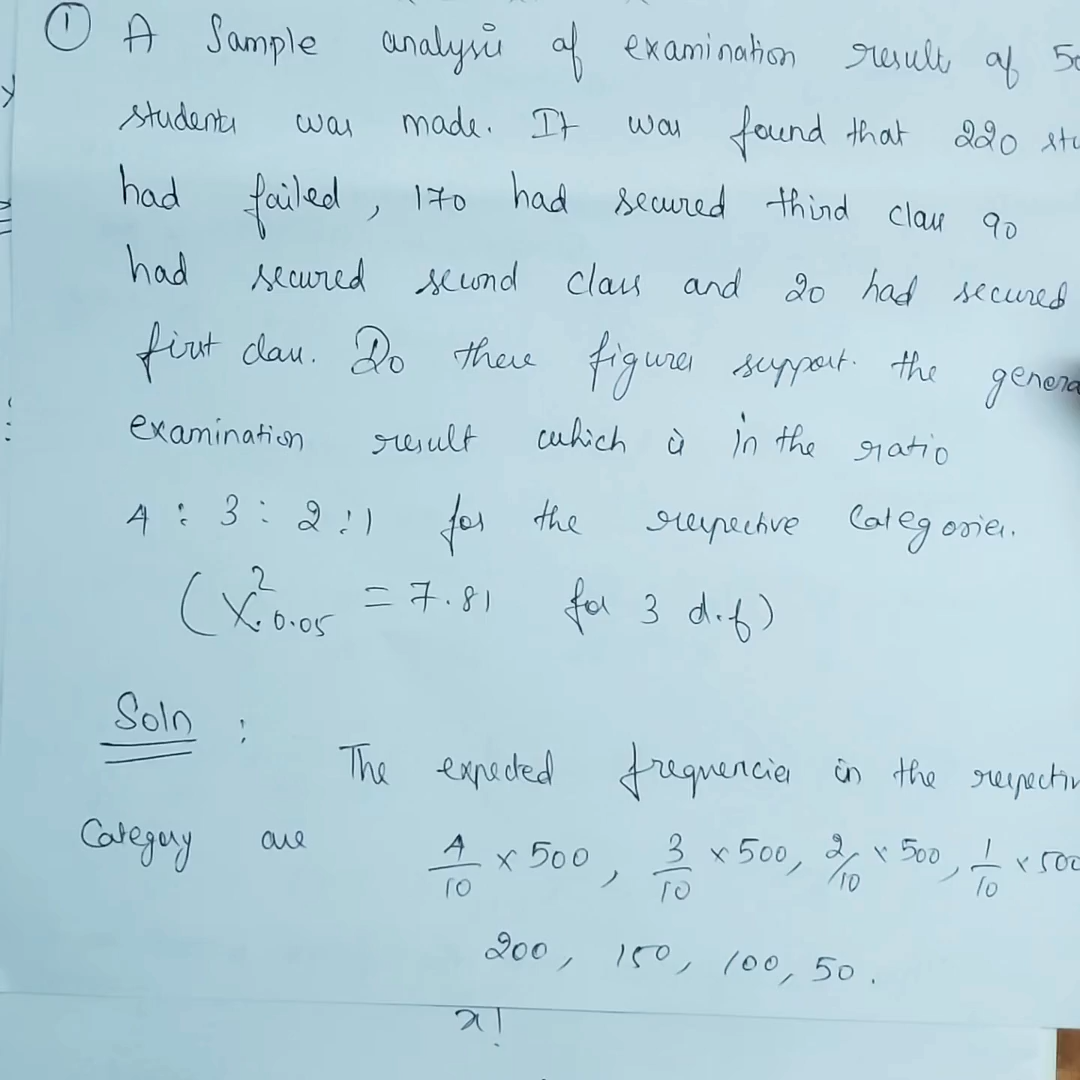 ① A Sample analysis of examination result of 50
students was made. It was found that 220 stu
had failed, 170 had secured third class 90
had secured second class and 20 had secured
first class. Do these figures support the genera
examination result which is in the ratio
4 : 3 : 2 : 1 for the respective Categories.
(χ²0.05 = 7.81 for 3 d.f)
Soln :
The expected frequencies in the respectiv
Category are 4/10 × 500, 3/10 × 500, 2/10 × 500, 1/10 × 500
200, 150, 100, 50.
x!